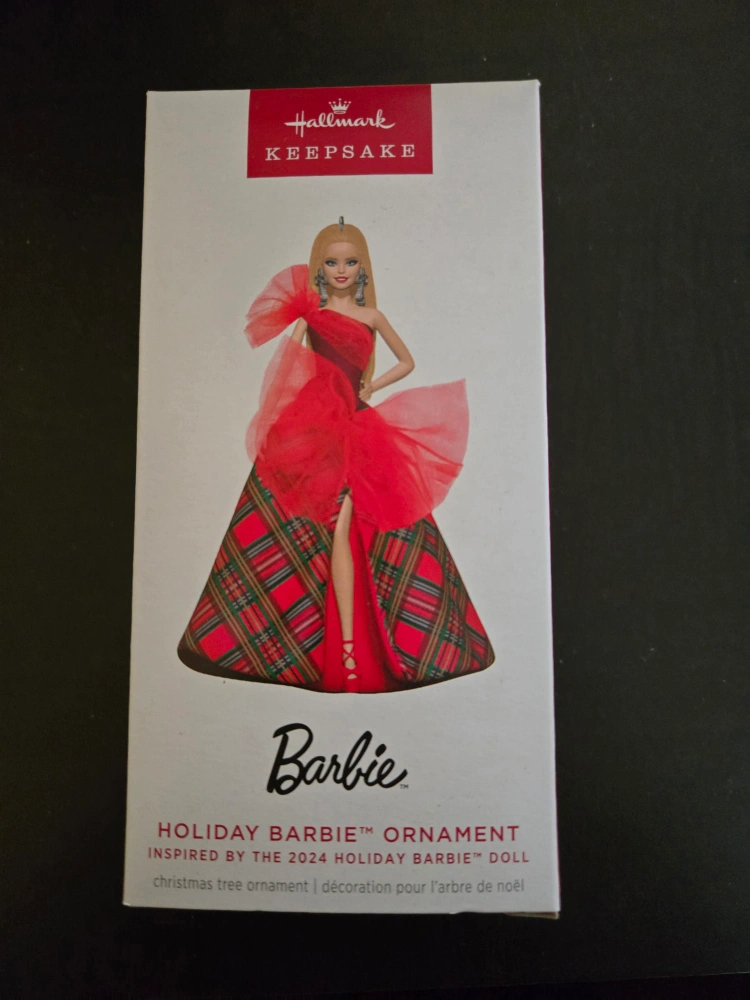 Hallmark
KEEPSAKE
Barbie™
HOLIDAY BARBIE™ ORNAMENT
INSPIRED BY THE 2024 HOLIDAY BARBIE™ DOLL
christmas tree ornament | décoration pour l'arbre de noël